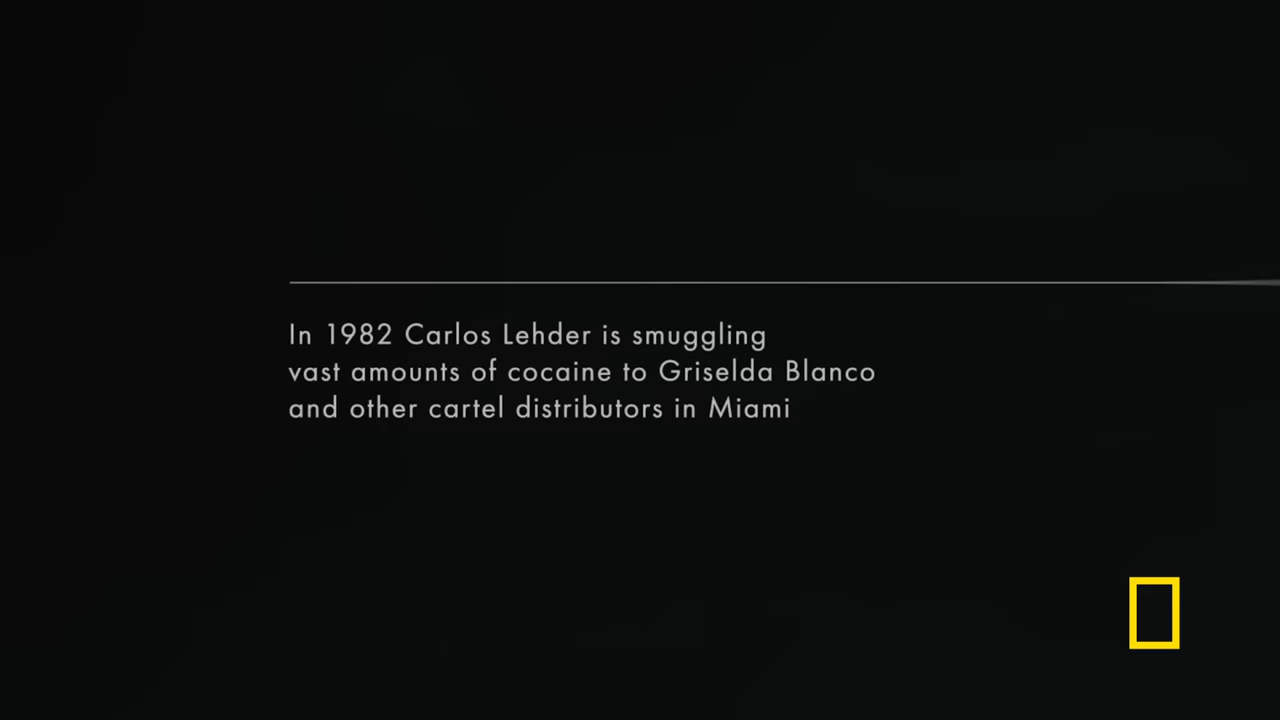 In 1982 Carlos Lehder is smuggling
vast amounts of cocaine to Griselda Blanco
and other cartel distributors in Miami